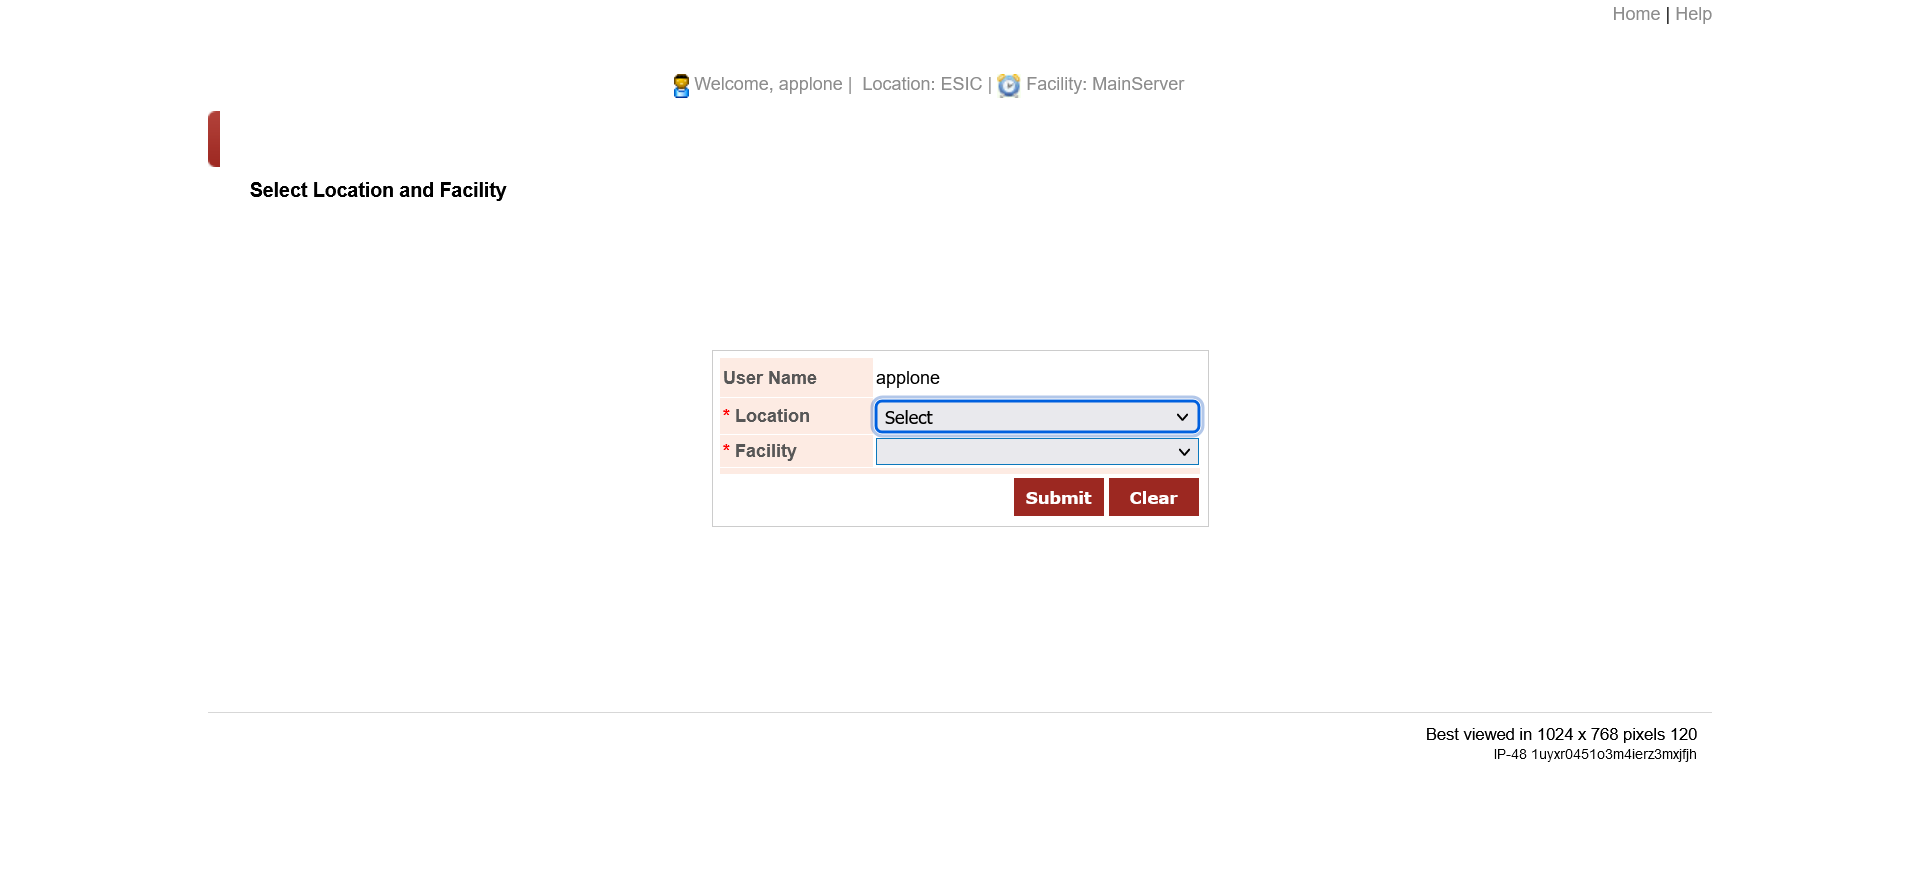 Home | Help
Welcome, applone | Location: ESIC | Facility: MainServer
Select Location and Facility
User Name applone
* Location Select
* Facility
Submit Clear
Best viewed in 1024 x 768 pixels 120
IP-48 1uyxr0451o3m4ierz3mxjfjh